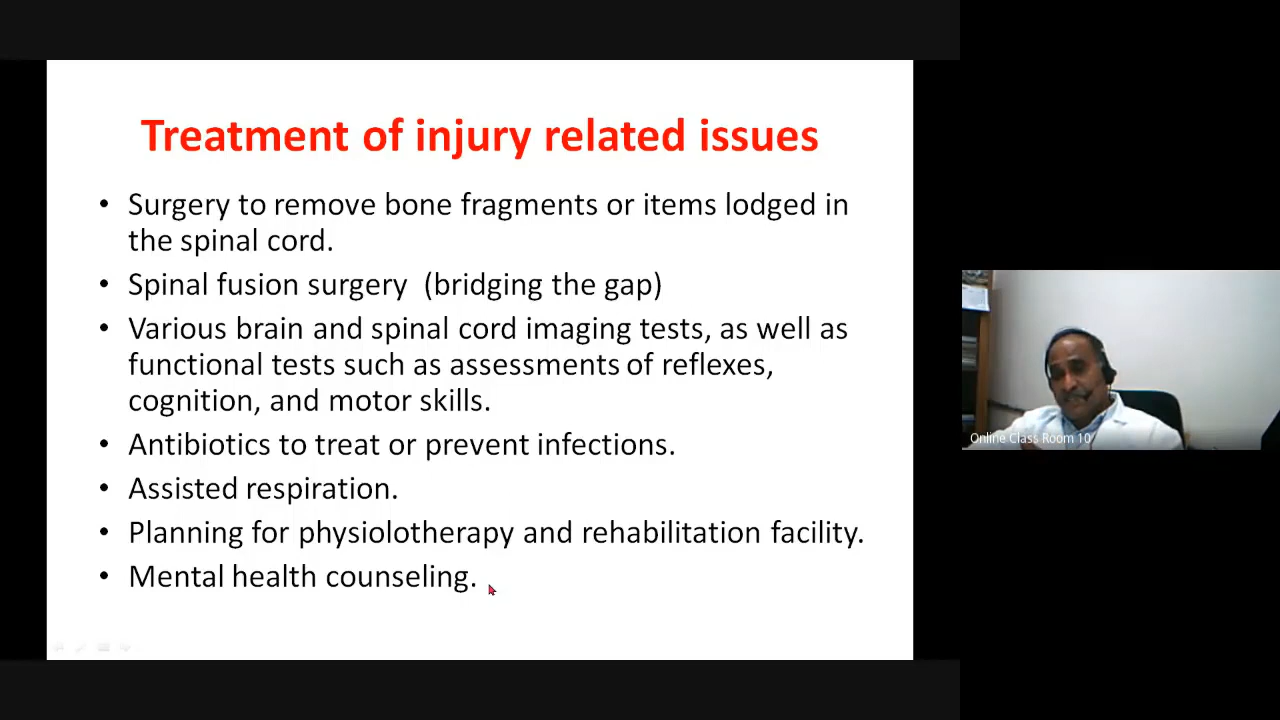 Treatment of injury related issues
• Surgery to remove bone fragments or items lodged in
the spinal cord.
• Spinal fusion surgery (bridging the gap)
• Various brain and spinal cord imaging tests, as well as
functional tests such as assessments of reflexes,
cognition, and motor skills.
• Antibiotics to treat or prevent infections.
• Assisted respiration.
• Planning for physiolotherapy and rehabilitation facility.
• Mental health counseling.
Online Class Room 10